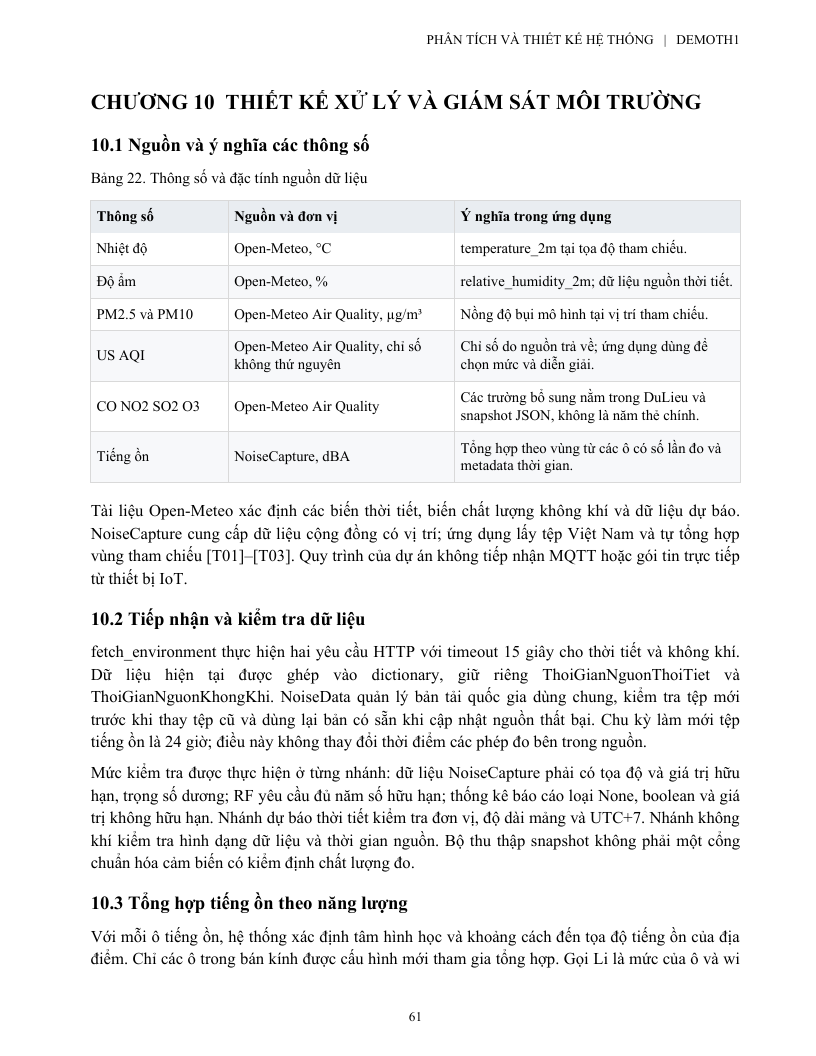 PHÂN TÍCH VÀ THIẾT KẾ HỆ THỐNG | DEMOTH1
CHƯƠNG 10 THIẾT KẾ XỬ LÝ VÀ GIÁM SÁT MÔI TRƯỜNG
10.1 Nguồn và ý nghĩa các thông số
Bảng 22. Thông số và đặc tính nguồn dữ liệu
Thông số Nguồn và đơn vị Ý nghĩa trong ứng dụng
Nhiệt độ Open-Meteo, °C temperature_2m tại tọa độ tham chiếu.
Độ ẩm Open-Meteo, % relative_humidity_2m; dữ liệu nguồn thời tiết.
PM2.5 và PM10 Open-Meteo Air Quality, µg/m³ Nồng độ bụi mô hình tại vị trí tham chiếu.
US AQI
Open-Meteo Air Quality, chỉ số
không thứ nguyên
Chỉ số do nguồn trả về; ứng dụng dùng để
chọn mức và diễn giải.
CO NO2 SO2 O3 Open-Meteo Air Quality
Các trường bổ sung nằm trong DuLieu và
snapshot JSON, không là năm thẻ chính.
Tiếng ồn NoiseCapture, dBA
Tổng hợp theo vùng từ các ô có số lần đo và
metadata thời gian.
Tài liệu Open-Meteo xác định các biến thời tiết, biến chất lượng không khí và dữ liệu dự báo.
NoiseCapture cung cấp dữ liệu cộng đồng có vị trí; ứng dụng lấy tệp Việt Nam và tự tổng hợp
vùng tham chiếu [T01]–[T03]. Quy trình của dự án không tiếp nhận MQTT hoặc gói tin trực tiếp
từ thiết bị IoT.
10.2 Tiếp nhận và kiểm tra dữ liệu
fetch_environment thực hiện hai yêu cầu HTTP với timeout 15 giây cho thời tiết và không khí.
Dữ liệu hiện tại được ghép vào dictionary, giữ riêng ThoiGianNguonThoiTiet và
ThoiGianNguonKhongKhi. NoiseData quản lý bản tải quốc gia dùng chung, kiểm tra tệp mới
trước khi thay tệp cũ và dùng lại bản có sẵn khi cập nhật nguồn thất bại. Chu kỳ làm mới tệp
tiếng ồn là 24 giờ; điều này không thay đổi thời điểm các phép đo bên trong nguồn.
Mức kiểm tra được thực hiện ở từng nhánh: dữ liệu NoiseCapture phải có tọa độ và giá trị hữu
hạn, trọng số dương; RF yêu cầu đủ năm số hữu hạn; thống kê báo cáo loại None, boolean và giá
trị không hữu hạn. Nhánh dự báo thời tiết kiểm tra đơn vị, độ dài mảng và UTC+7. Nhánh không
khí kiểm tra hình dạng dữ liệu và thời gian nguồn. Bộ thu thập snapshot không phải một cổng
chuẩn hóa cảm biến có kiểm định chất lượng đo.
10.3 Tổng hợp tiếng ồn theo năng lượng
Với mỗi ô tiếng ồn, hệ thống xác định tâm hình học và khoảng cách đến tọa độ tiếng ồn của địa
điểm. Chỉ các ô trong bán kính được cấu hình mới tham gia tổng hợp. Gọi Li là mức của ô và wi
61